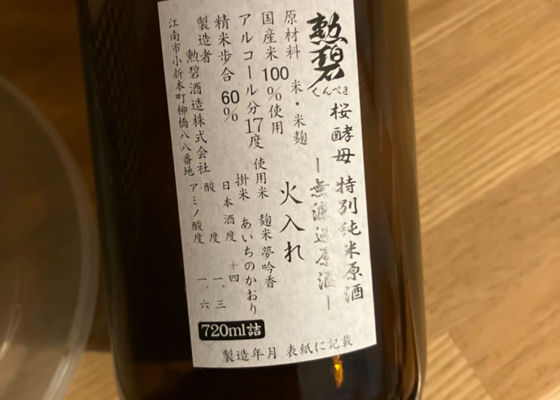 勲碧
くんぺき
桜酵母 特別純米原酒
ー無濾過原酒ー
原材料 米・米麹
国産米100%使用
火入れ
アルコール分17度
使用米 麹米 夢吟香
掛米 あいちのかおり
精米歩合 60%
日本酒度 +四
酸度 一、三
アミノ酸度 一、六
製造者
勲碧酒造株式会社
江南市小折本町柳橋八八番地
720ml詰
製造年月 表紙に記載